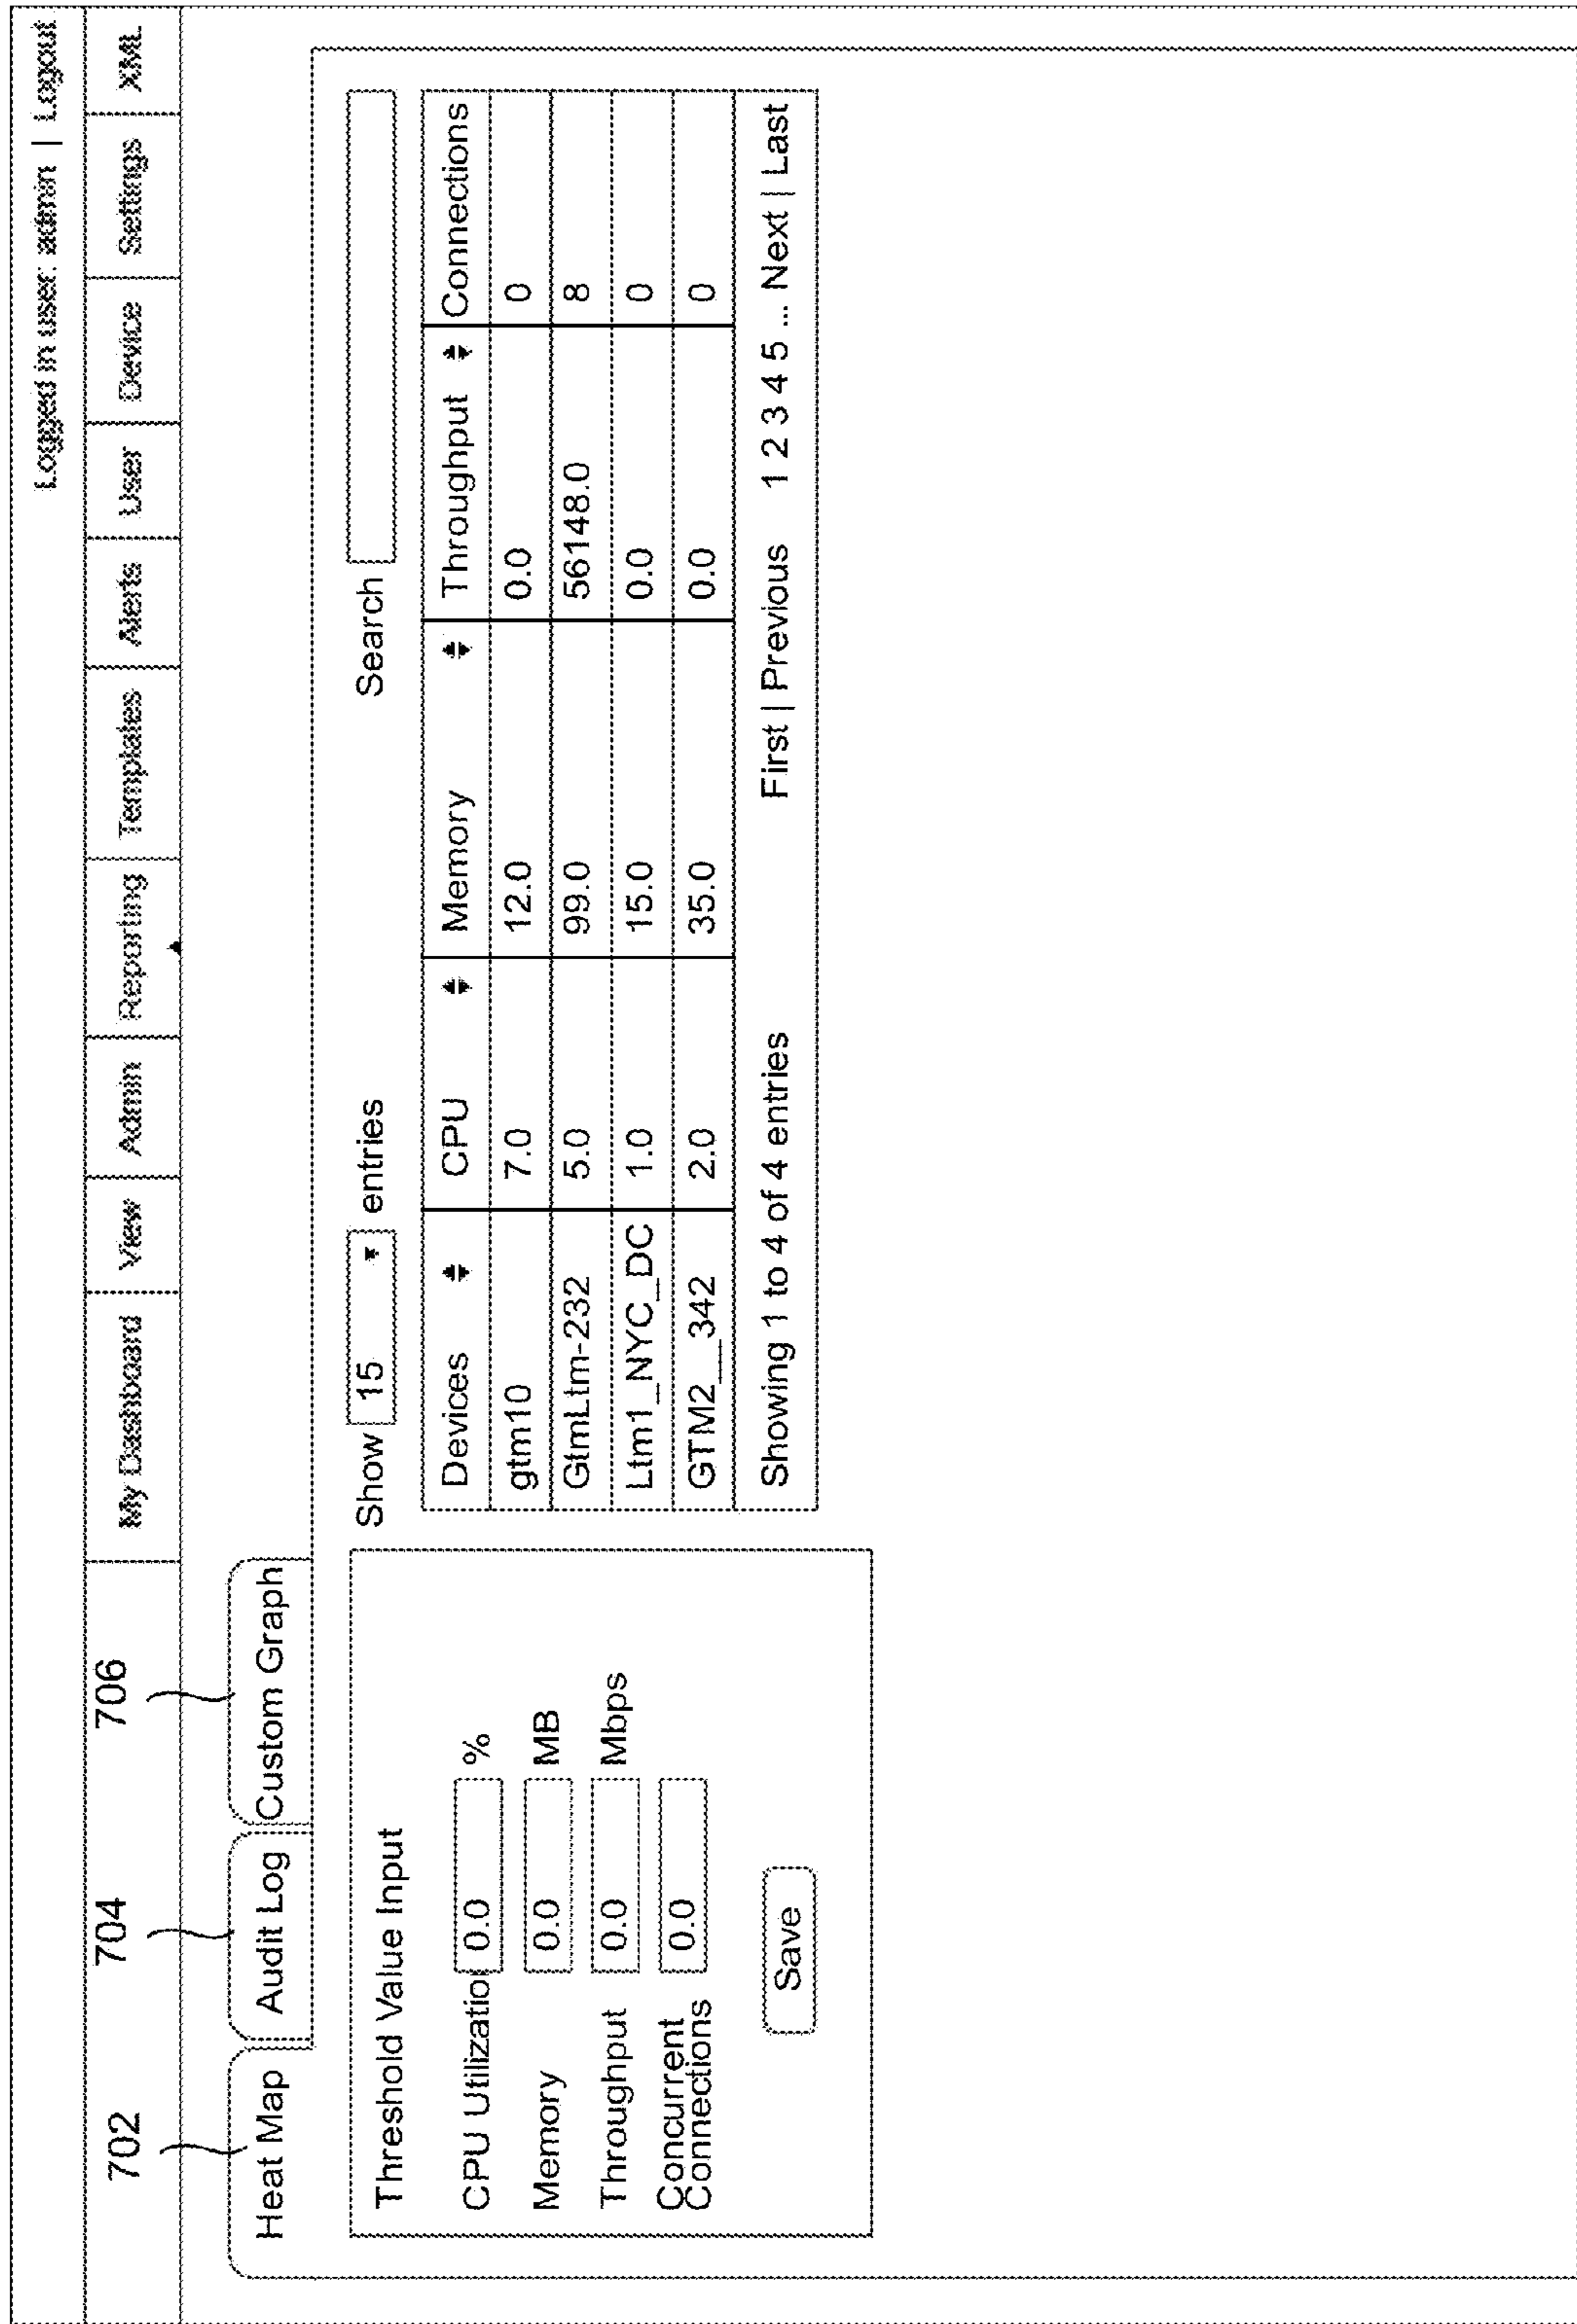 Logged in user: admin | Logout
My Dashboard View Admin Reporting Templates Alerts User Device Settings XML
702 704 706
Heat Map Audit Log Custom Graph
Threshold Value Input
CPU Utilizatio 0.0 %
Memory 0.0 MB
Throughput 0.0 Mbps
Concurrent
Connections 0.0
Save
Show 15 entries Search
Devices CPU Memory Throughput Connections
gtm10 7.0 12.0 0.0 0
GtmLtm-232 5.0 99.0 56148.0 8
Ltm1_NYC_DC 1.0 15.0 0.0 0
GTM2__342 2.0 35.0 0.0 0
Showing 1 to 4 of 4 entries First | Previous 1 2 3 4 5 ... Next | Last